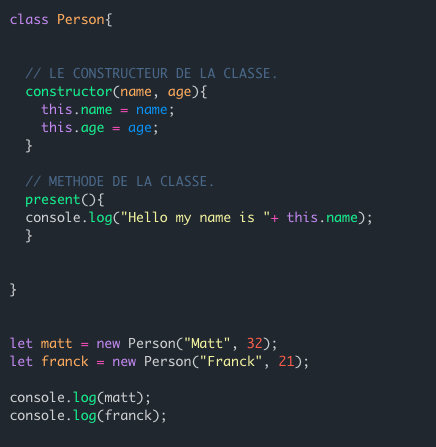 class Person{
// LE CONSTRUCTEUR DE LA CLASSE.
constructor(name, age){
this.name = name;
this.age = age;
}
// METHODE DE LA CLASSE.
present(){
console.log("Hello my name is "+ this.name);
}
}
let matt = new Person("Matt", 32);
let franck = new Person("Franck", 21);
console.log(matt);
console.log(franck);